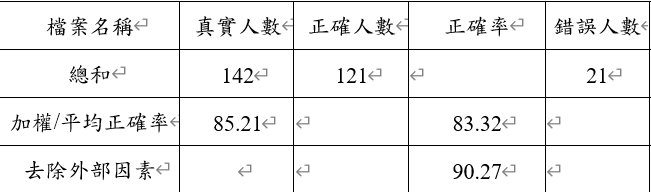 檔案名稱 真實人數 正確人數 正確率 錯誤人數
總和 142 121 21
加權/平均正確率 85.21 83.32
去除外部因素 90.27